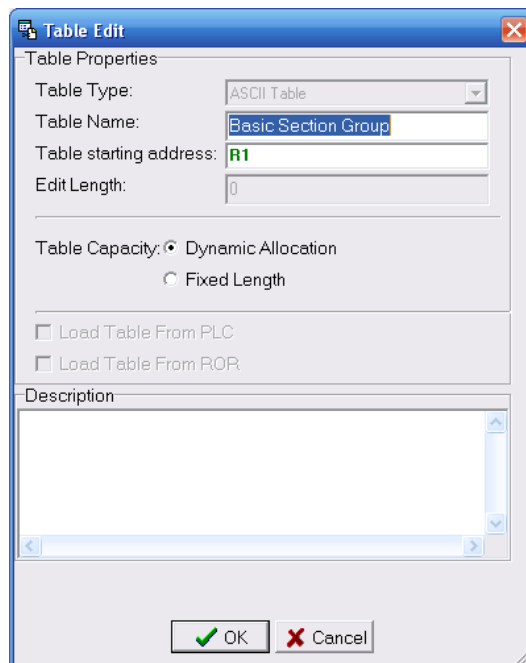 Table Edit
Table Properties
Table Type: ASCII Table
Table Name: Basic Section Group
Table starting address: R1
Edit Length: 0
Table Capacity: Dynamic Allocation
Fixed Length
Load Table From PLC
Load Table From ROR
Description
OK Cancel